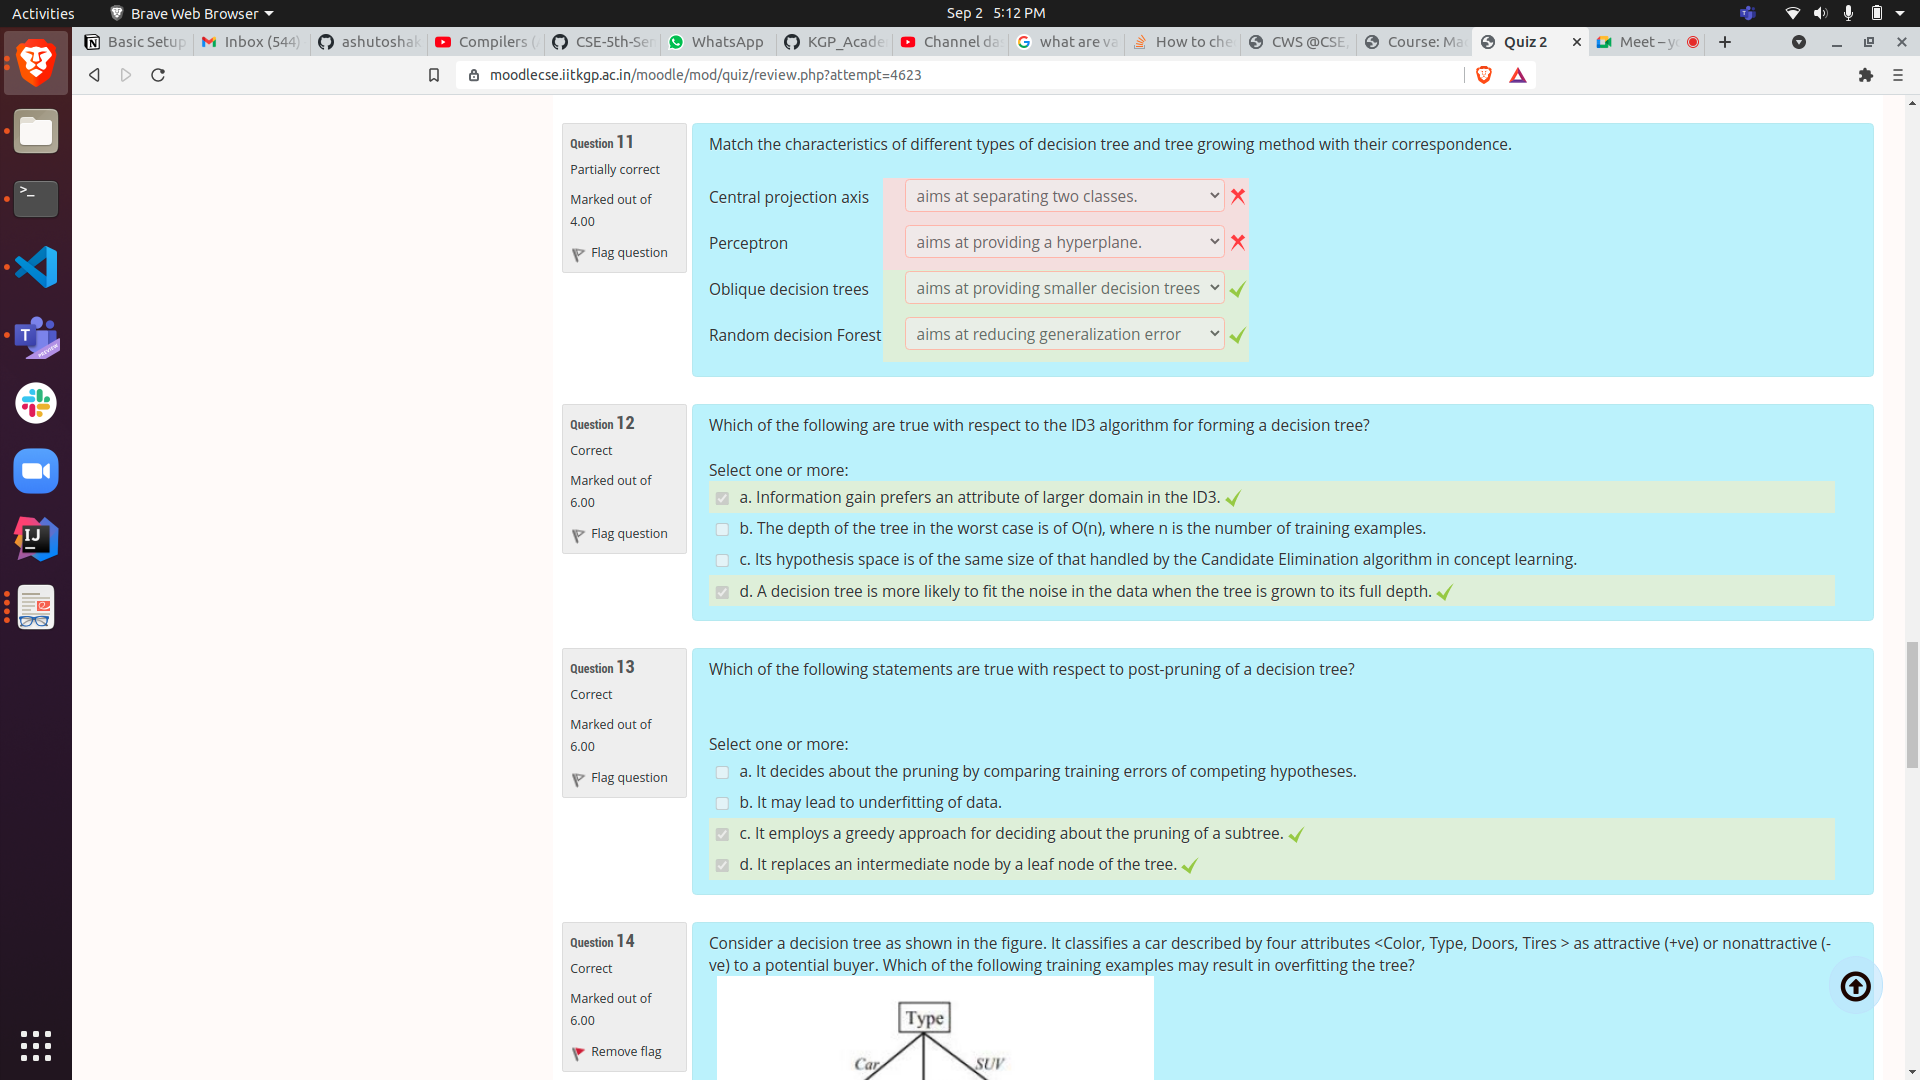 Activities
Brave Web Browser
Sep 2 5:12 PM
Basic Setup
Inbox (544)
ashutoshak
Compilers (
CSE-5th-Sem
WhatsApp
KGP_Acade
Channel da
what are va
How to che
CWS @CSE,
Course: Ma
Quiz 2
Meet – yo
moodlecse.iitkgp.ac.in/moodle/mod/quiz/review.php?attempt=4623
Question 11
Partially correct
Marked out of
4.00
Flag question
Match the characteristics of different types of decision tree and tree growing method with their correspondence.
Central projection axis
aims at separating two classes.
Perceptron
aims at providing a hyperplane.
Oblique decision trees
aims at providing smaller decision trees
Random decision Forest
aims at reducing generalization error
Question 12
Correct
Marked out of
6.00
Flag question
Which of the following are true with respect to the ID3 algorithm for forming a decision tree?
Select one or more:
a. Information gain prefers an attribute of larger domain in the ID3.
b. The depth of the tree in the worst case is of O(n), where n is the number of training examples.
c. Its hypothesis space is of the same size of that handled by the Candidate Elimination algorithm in concept learning.
d. A decision tree is more likely to fit the noise in the data when the tree is grown to its full depth.
Question 13
Correct
Marked out of
6.00
Flag question
Which of the following statements are true with respect to post-pruning of a decision tree?
Select one or more:
a. It decides about the pruning by comparing training errors of competing hypotheses.
b. It may lead to underfitting of data.
c. It employs a greedy approach for deciding about the pruning of a subtree.
d. It replaces an intermediate node by a leaf node of the tree.
Question 14
Correct
Marked out of
6.00
Remove flag
Consider a decision tree as shown in the figure. It classifies a car described by four attributes <Color, Type, Doors, Tires > as attractive (+ve) or nonattractive (-
ve) to a potential buyer. Which of the following training examples may result in overfitting the tree?
Type
Car
SUV